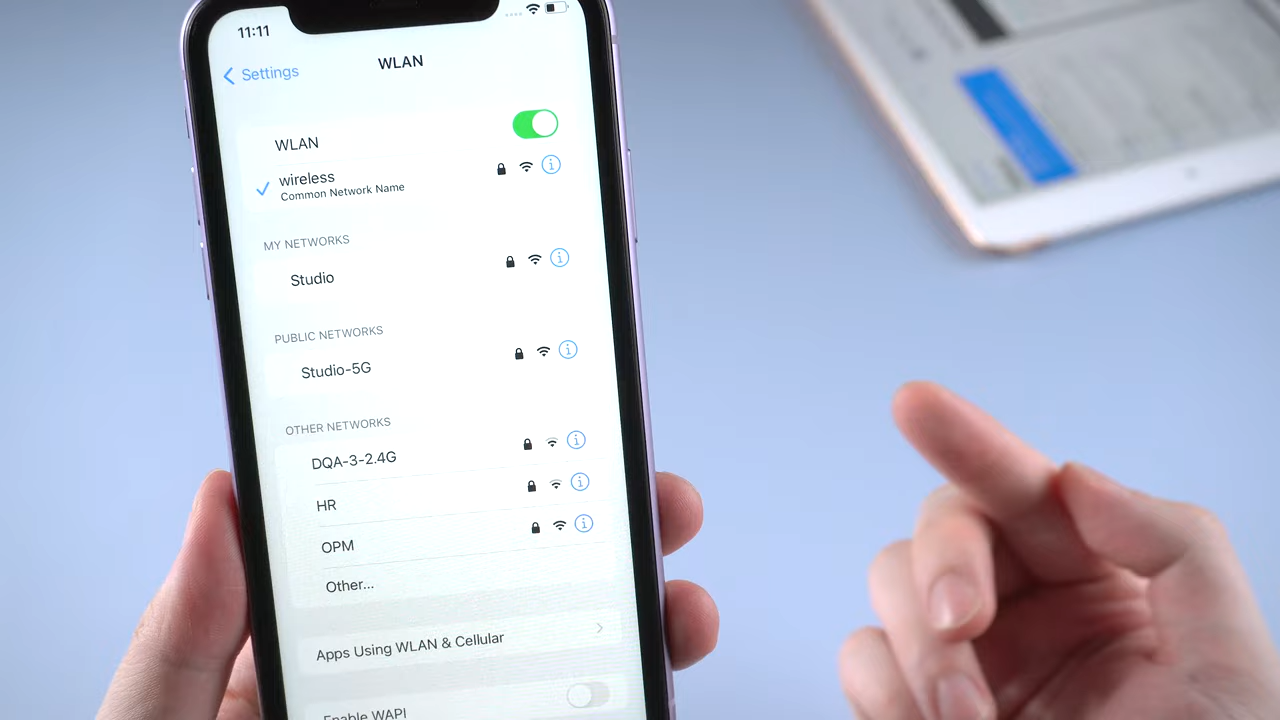 11:11
Settings
WLAN
WLAN
wireless
Common Network Name
MY NETWORKS
Studio
PUBLIC NETWORKS
Studio-5G
OTHER NETWORKS
DQA-3-2.4G
HR
OPM
Other...
Apps Using WLAN & Cellular
Enable WAPI